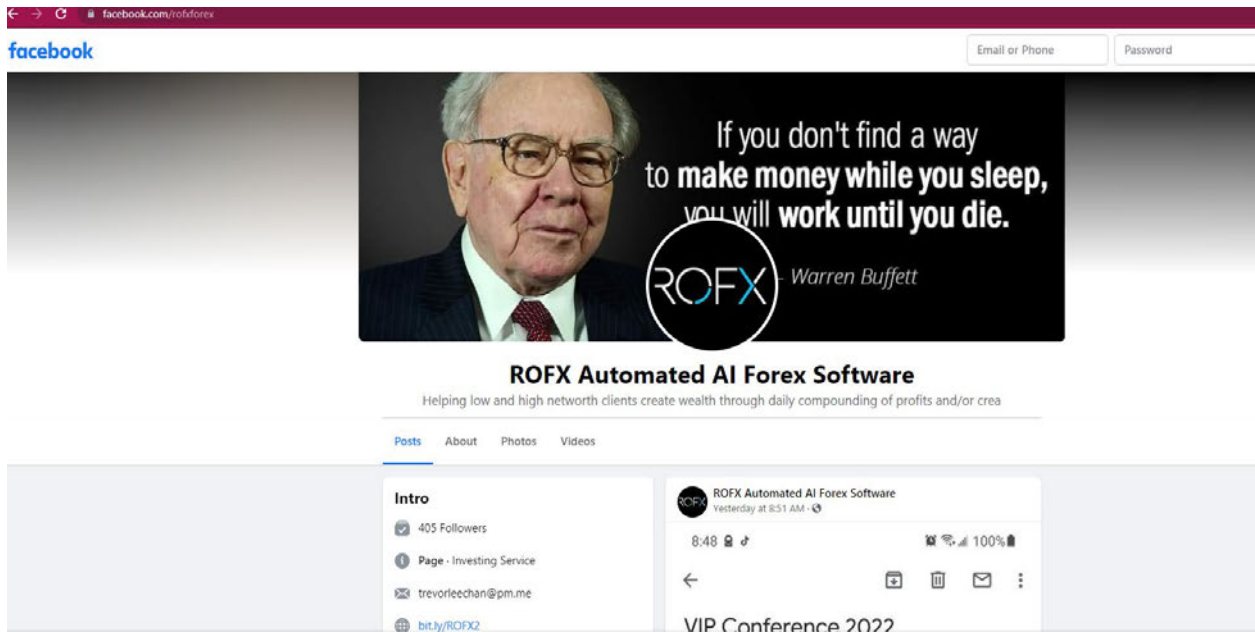 facebook.com/rofxforex
facebook
Email or Phone
Password
If you don't find a way
to make money while you sleep,
you will work until you die.
- Warren Buffett
ROFX
ROFX Automated AI Forex Software
Helping low and high networth clients create wealth through daily compounding of profits and/or crea
Posts
About
Photos
Videos
Intro
405 Followers
Page · Investing Service
trevorleechan@pm.me
bit.ly/ROFX2
ROFX
ROFX Automated AI Forex Software
Yesterday at 8:51 AM ·
8:48
100%
VIP Conference 2022